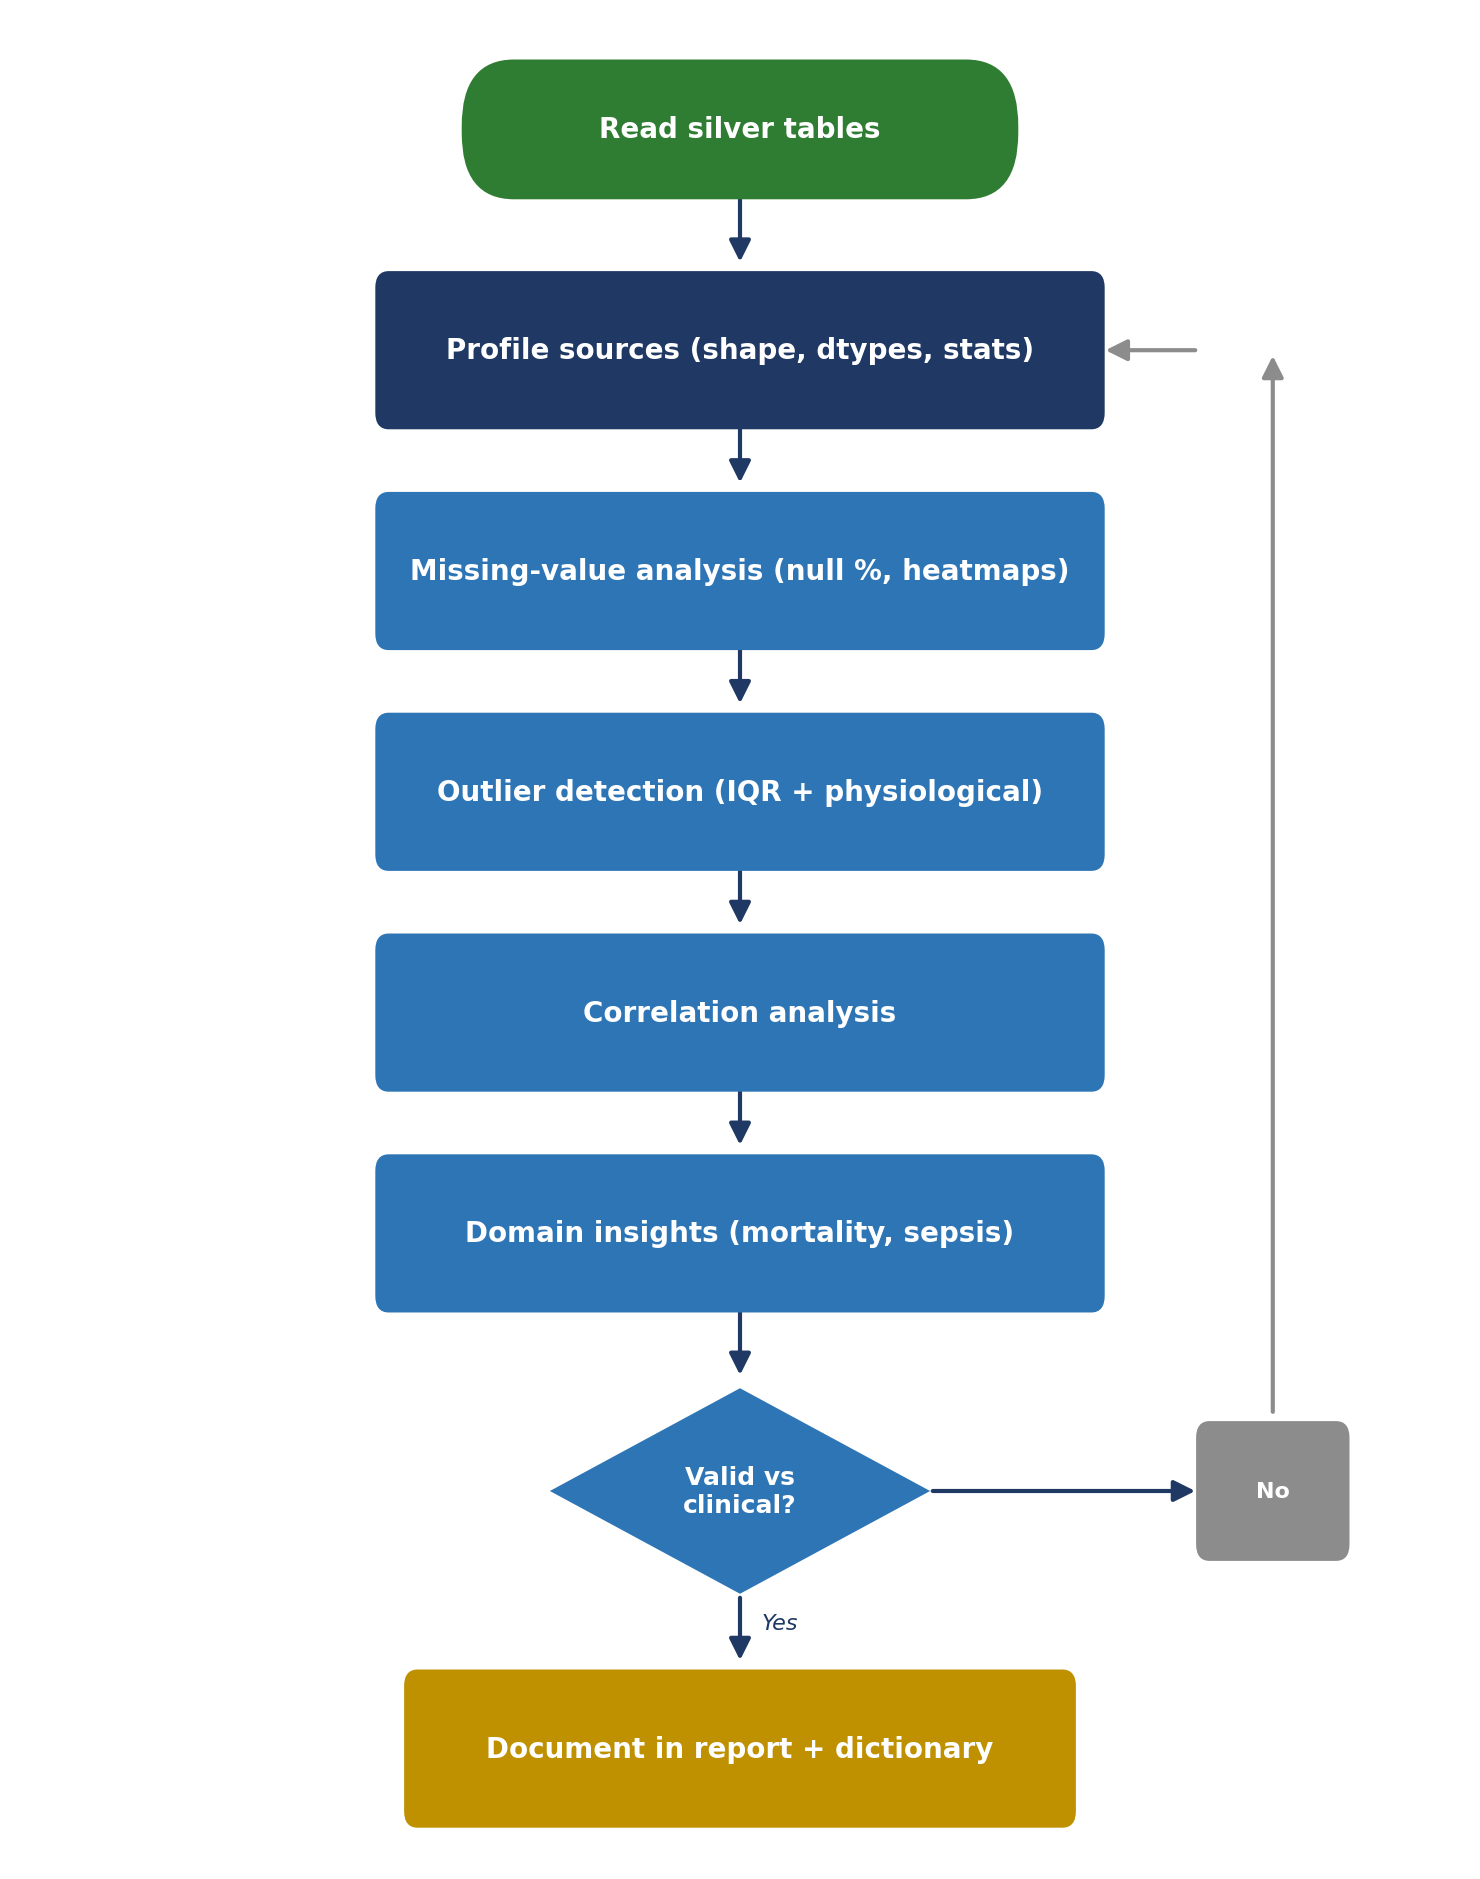 Read silver tables
Profile sources (shape, dtypes, stats)
Missing-value analysis (null %, heatmaps)
Outlier detection (IQR + physiological)
Correlation analysis
Domain insights (mortality, sepsis)
Valid vs
clinical?
No
Yes
Document in report + dictionary